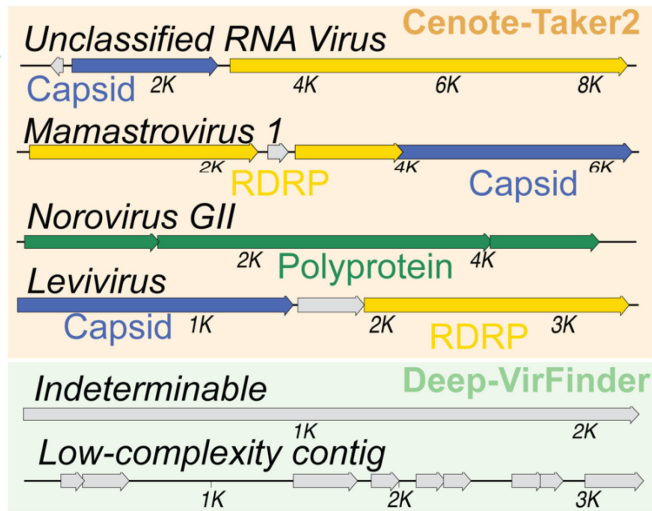 Cenote-Taker2
Unclassified RNA Virus
Capsid 2K 4K 6K 8K
Mamastrovirus 1
2K RDRP 4K Capsid 6K
Norovirus GII
2K Polyprotein 4K
Levivirus
Capsid 1K 2K RDRP 3K
Deep-VirFinder
Indeterminable
1K 2K
Low-complexity contig
1K 2K 3K